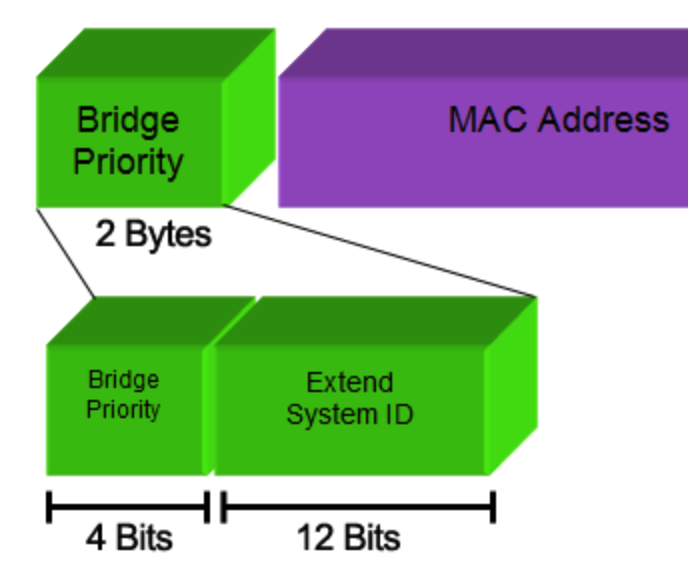 Bridge
Priority
MAC Address
2 Bytes
Bridge
Priority
Extend
System ID
4 Bits
12 Bits